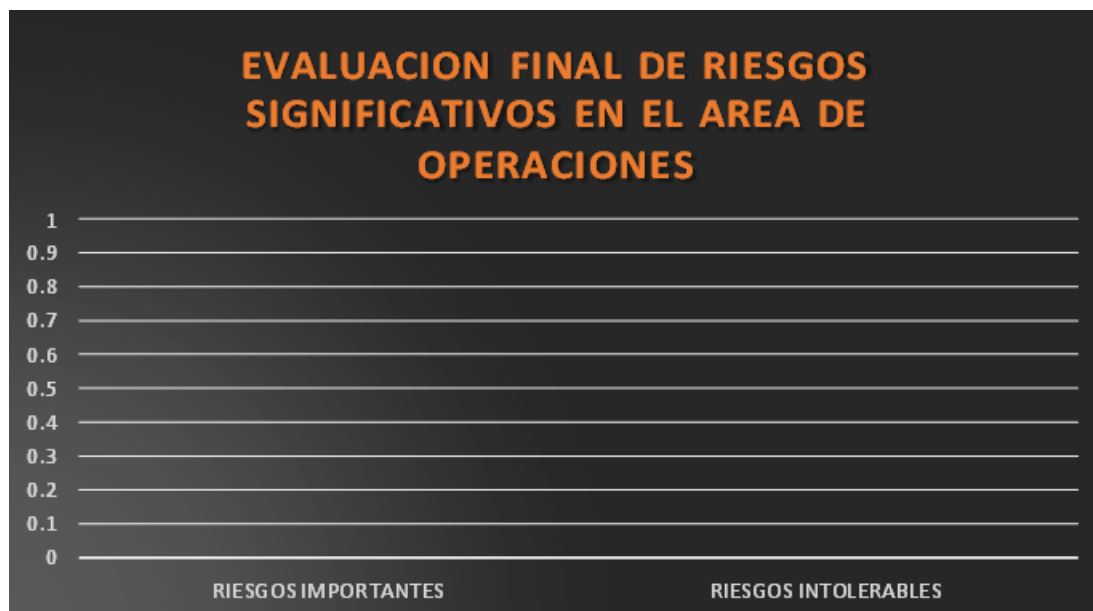 EVALUACION FINAL DE RIESGOS
SIGNIFICATIVOS EN EL AREA DE
OPERACIONES
1
0.9
0.8
0.7
0.6
0.5
0.4
0.3
0.2
0.1
0
RIESGOS IMPORTANTES
RIESGOS INTOLERABLES